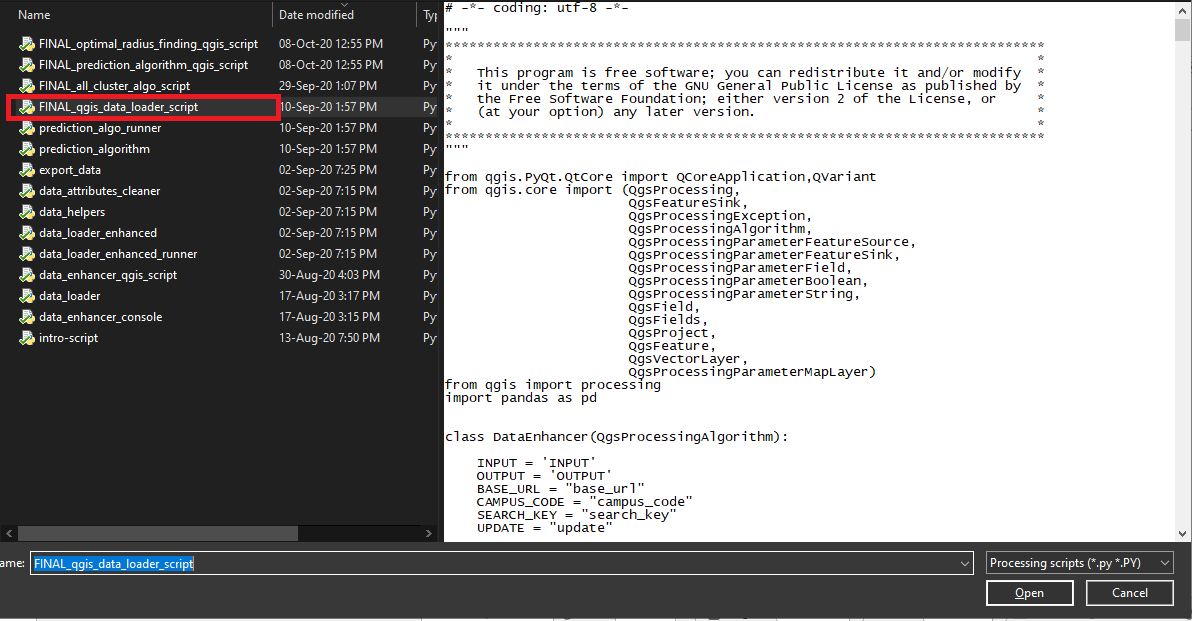 Name Date modified Ty
FINAL_optimal_radius_finding_qgis_script 08-Oct-20 12:55 PM Py
FINAL_prediction_algorithm_qgis_script 08-Oct-20 12:55 PM Py
FINAL_all_cluster_algo_script 29-Sep-20 1:07 PM Py
FINAL_qgis_data_loader_script 10-Sep-20 1:57 PM Py
prediction_algo_runner 10-Sep-20 1:57 PM Py
prediction_algorithm 10-Sep-20 1:57 PM Py
export_data 02-Sep-20 7:25 PM Py
data_attributes_cleaner 02-Sep-20 7:15 PM Py
data_helpers 02-Sep-20 7:15 PM Py
data_loader_enhanced 02-Sep-20 7:15 PM Py
data_loader_enhanced_runner 02-Sep-20 7:15 PM Py
data_enhancer_qgis_script 30-Aug-20 4:03 PM Py
data_loader 17-Aug-20 3:17 PM Py
data_enhancer_console 17-Aug-20 3:15 PM Py
intro-script 13-Aug-20 7:50 PM Py
# -*- coding: utf-8 -*-
"""
***************************************************************************
* *
* This program is free software; you can redistribute it and/or modify *
* it under the terms of the GNU General Public License as published by *
* the Free Software Foundation; either version 2 of the License, or *
* (at your option) any later version. *
* *
***************************************************************************
"""
from qgis.PyQt.QtCore import QCoreApplication,QVariant
from qgis.core import (QgsProcessing,
QgsFeatureSink,
QgsProcessingException,
QgsProcessingAlgorithm,
QgsProcessingParameterFeatureSource,
QgsProcessingParameterFeatureSink,
QgsProcessingParameterField,
QgsProcessingParameterBoolean,
QgsProcessingParameterString,
QgsField,
QgsFields,
QgsProject,
QgsFeature,
QgsVectorLayer,
QgsProcessingParameterMapLayer)
from qgis import processing
import pandas as pd
class DataEnhancer(QgsProcessingAlgorithm):
INPUT = 'INPUT'
OUTPUT = 'OUTPUT'
BASE_URL = "base_url"
CAMPUS_CODE = "campus_code"
SEARCH_KEY = "search_key"
UPDATE = "update"
ame: FINAL_qgis_data_loader_script Processing scripts (*.py *.PY)
Open Cancel